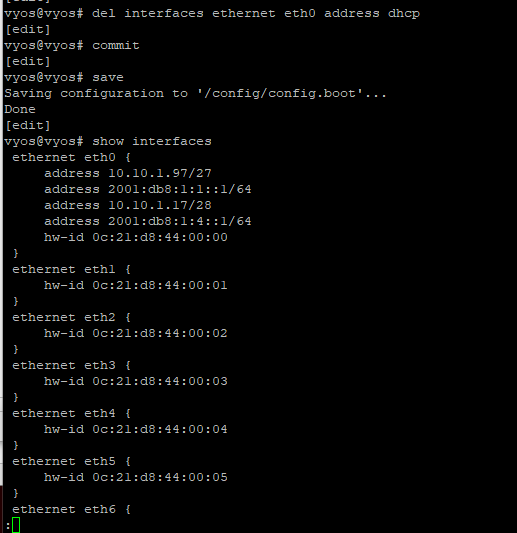 vyos@vyos# del interfaces ethernet eth0 address dhcp
[edit]
vyos@vyos# commit
[edit]
vyos@vyos# save
Saving configuration to '/config/config.boot'...
Done
[edit]
vyos@vyos# show interfaces
 ethernet eth0 {
     address 10.10.1.97/27
     address 2001:db8:1:1::1/64
     address 10.10.1.17/28
     address 2001:db8:1:4::1/64
     hw-id 0c:21:d8:44:00:00
 }
 ethernet eth1 {
     hw-id 0c:21:d8:44:00:01
 }
 ethernet eth2 {
     hw-id 0c:21:d8:44:00:02
 }
 ethernet eth3 {
     hw-id 0c:21:d8:44:00:03
 }
 ethernet eth4 {
     hw-id 0c:21:d8:44:00:04
 }
 ethernet eth5 {
     hw-id 0c:21:d8:44:00:05
 }
 ethernet eth6 {
: